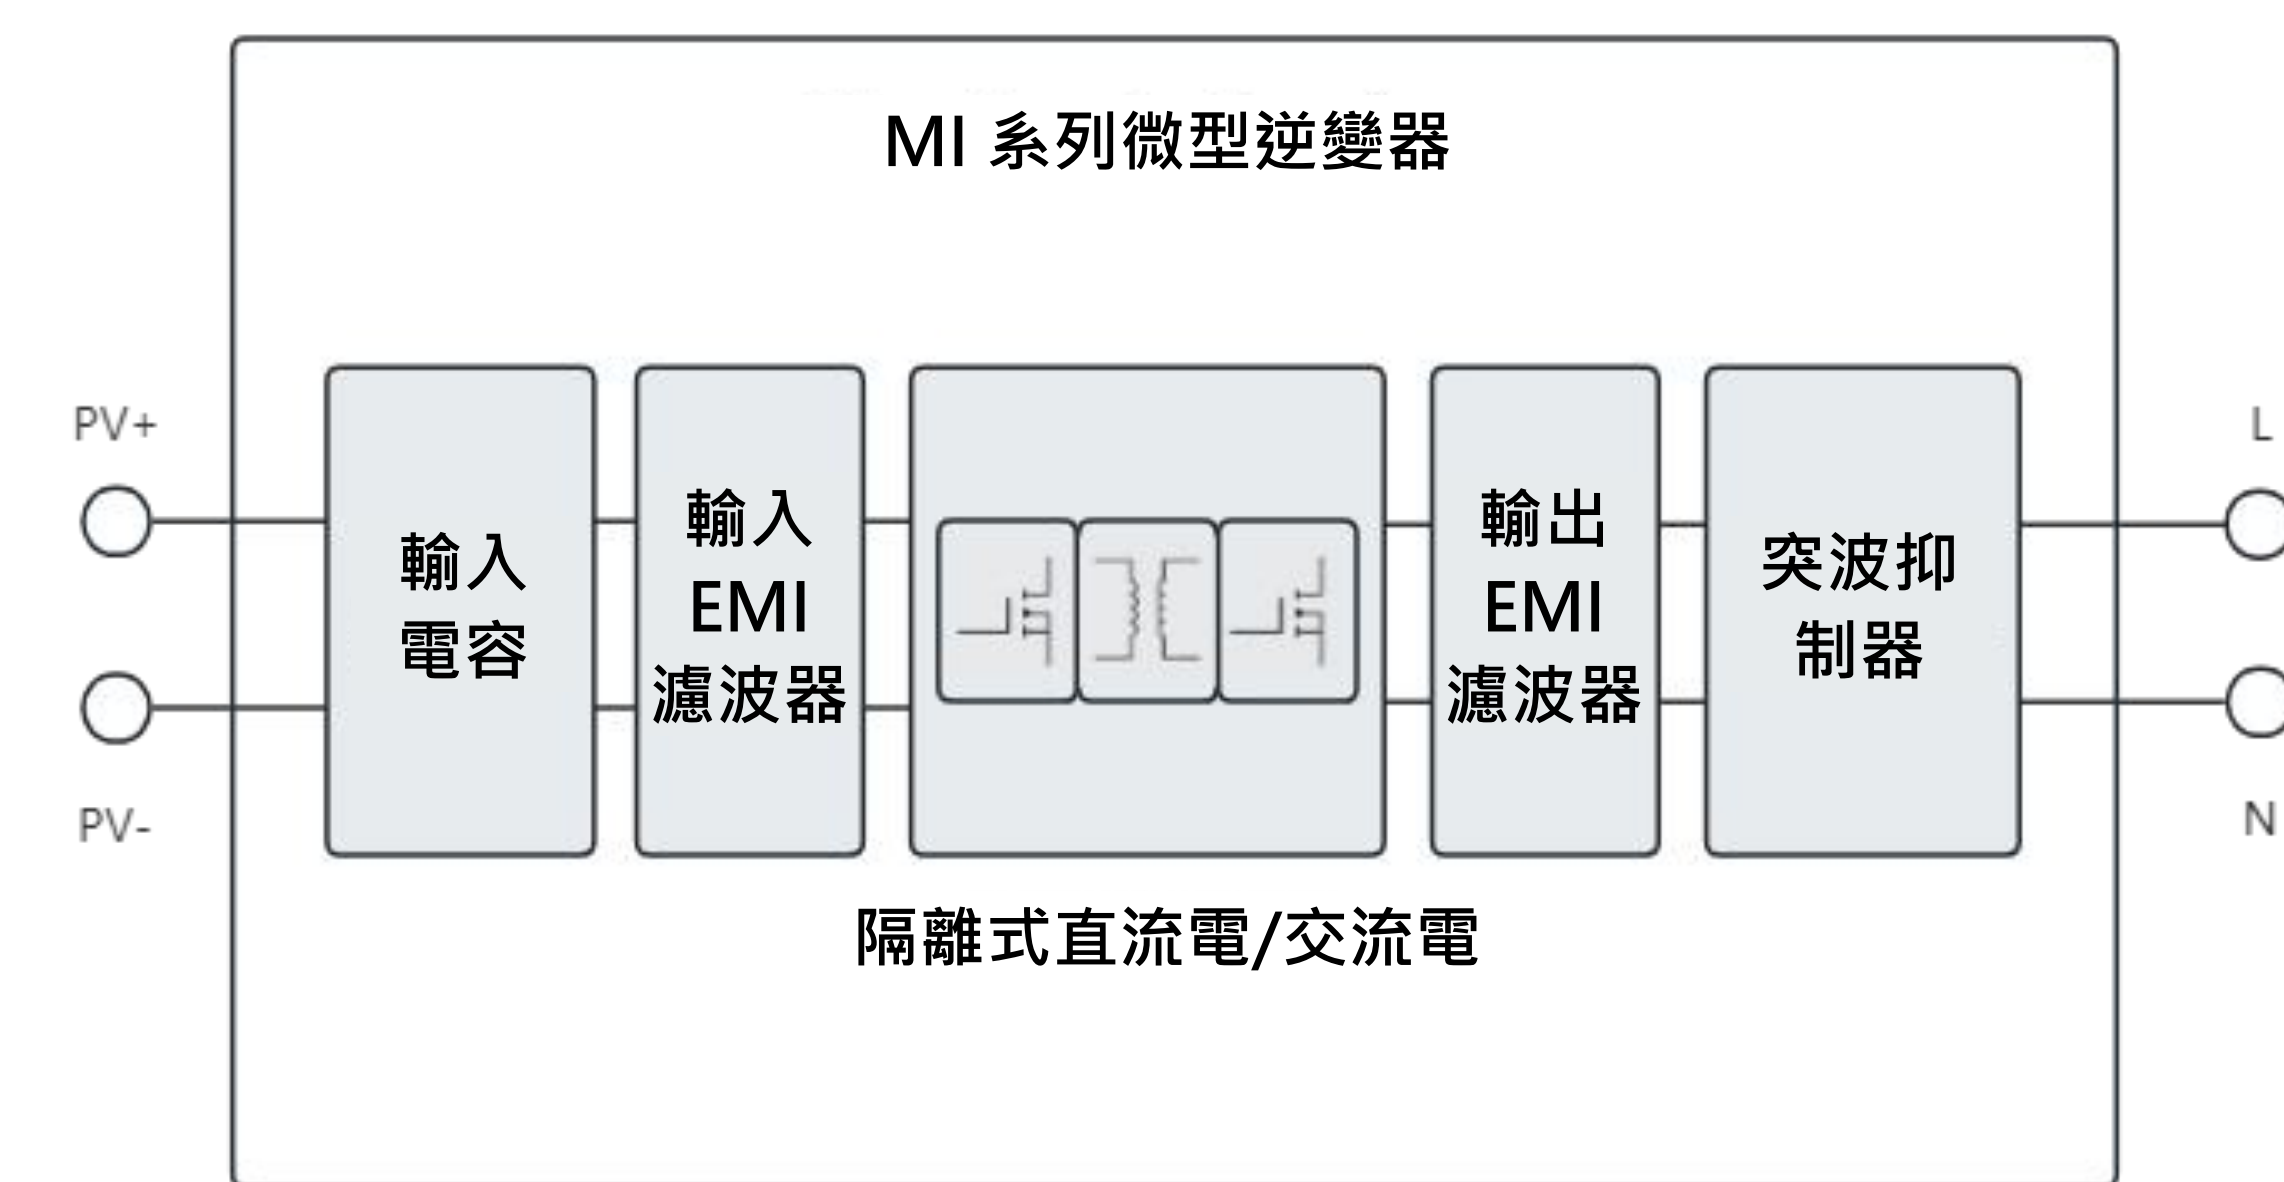 MI 系列微型逆變器
PV+
L
輸入
電容
輸入
EMI
濾波器
輸出
EMI
濾波器
突波抑
制器
PV-
N
隔離式直流電/交流電